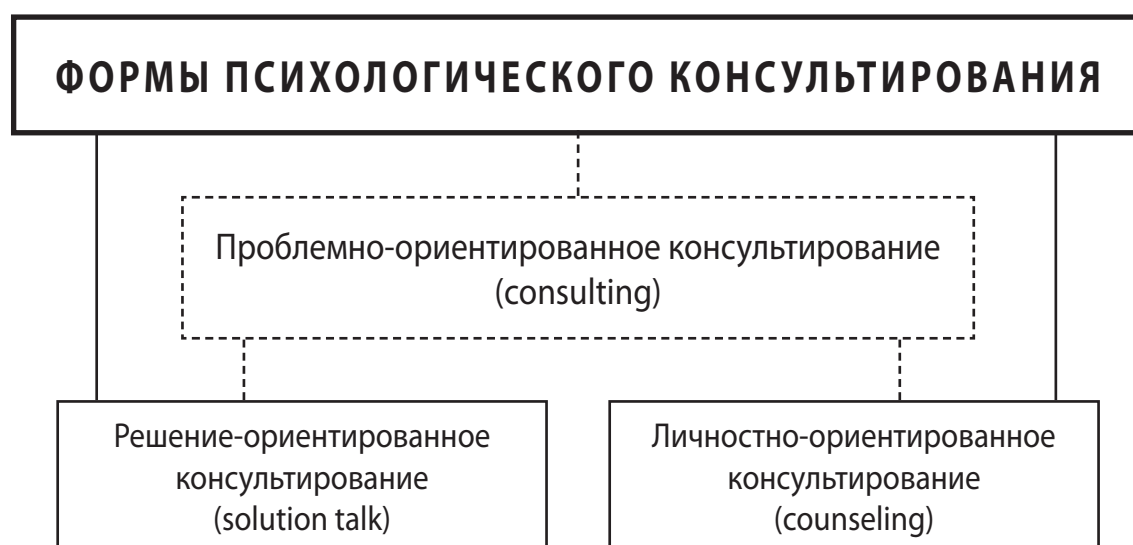 ФОРМЫ ПСИХОЛОГИЧЕСКОГО КОНСУЛЬТИРОВАНИЯ
Проблемно-ориентированное консультирование
(consulting)
Решение-ориентированное
консультирование
(solution talk)
Личностно-ориентированное
консультирование
(counseling)